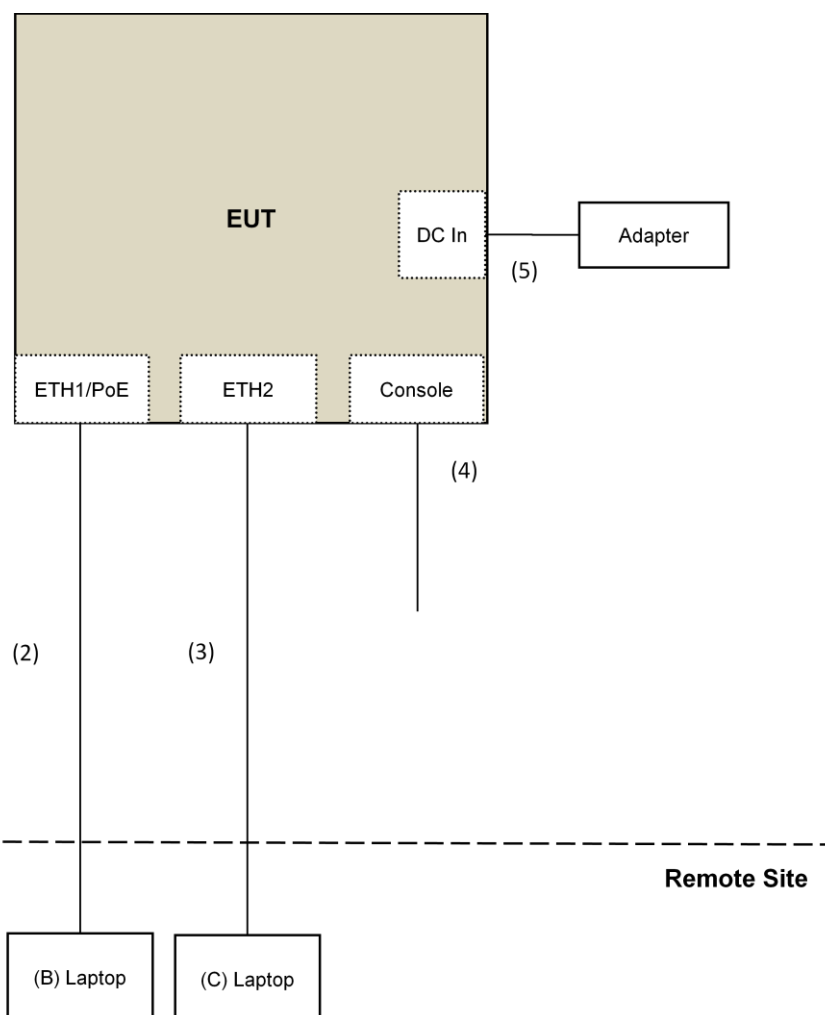 EUT
DC In
Adapter
(5)
ETH1/PoE
ETH2
Console
(4)
(2)
(3)
Remote Site
(B) Laptop
(C) Laptop